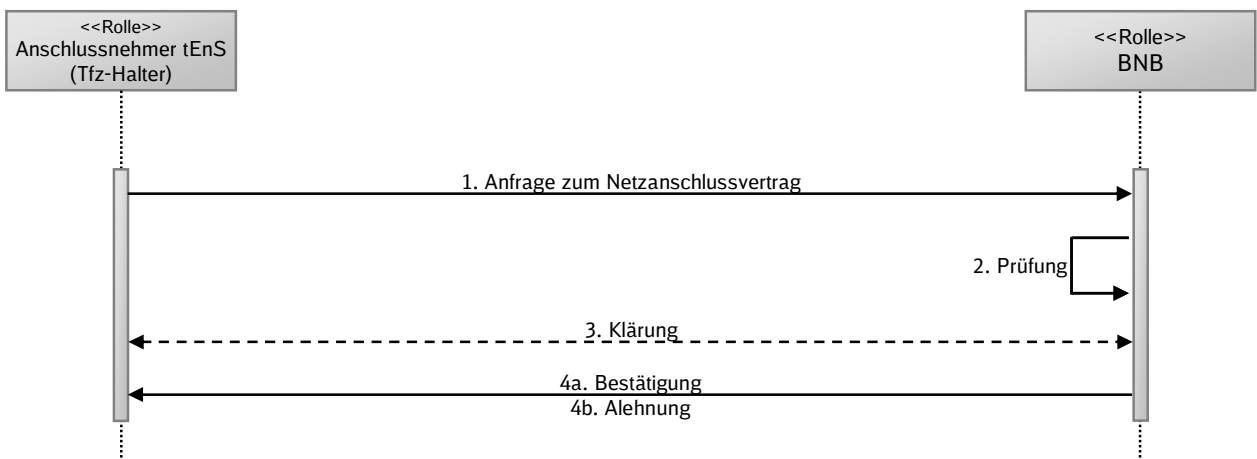 <<Rolle>>
Anschlussnehmer tEnS
(Tfz-Halter)
<<Rolle>>
BNB
1. Anfrage zum Netzanschlussvertrag
2. Prüfung
3. Klärung
4a. Bestätigung
4b. Alehnung